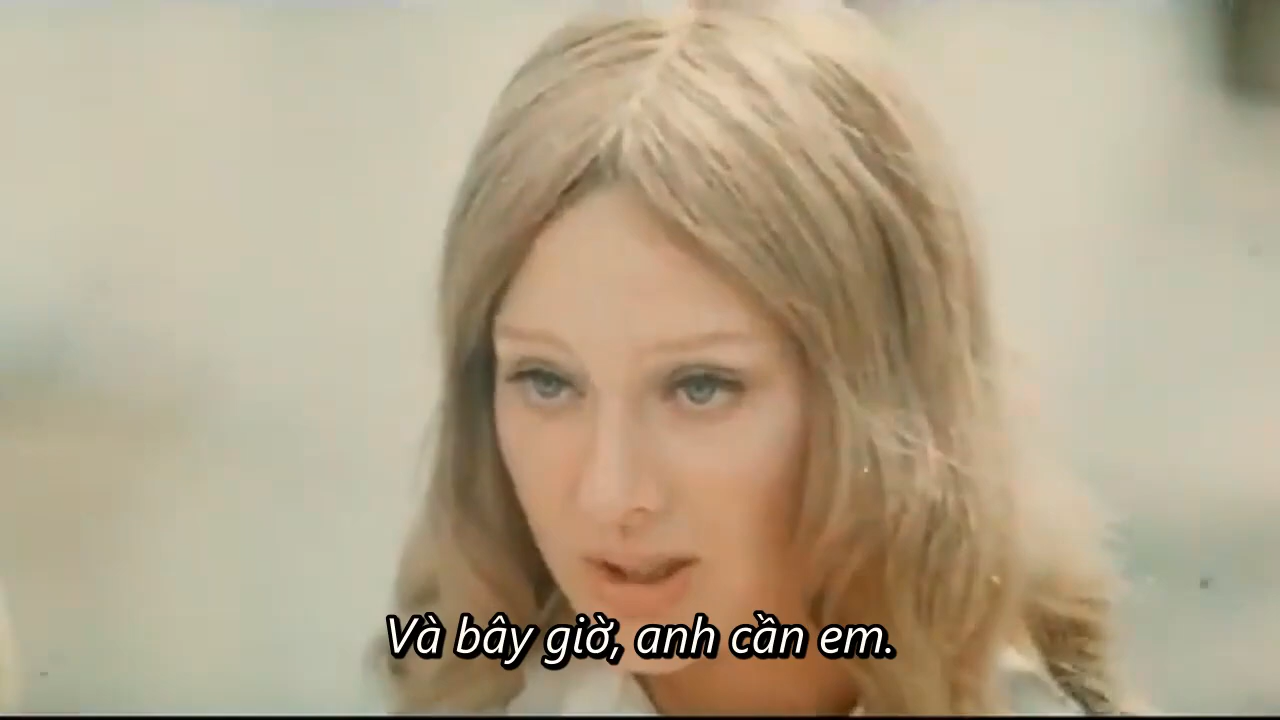 Và bây giờ, anh cần em.